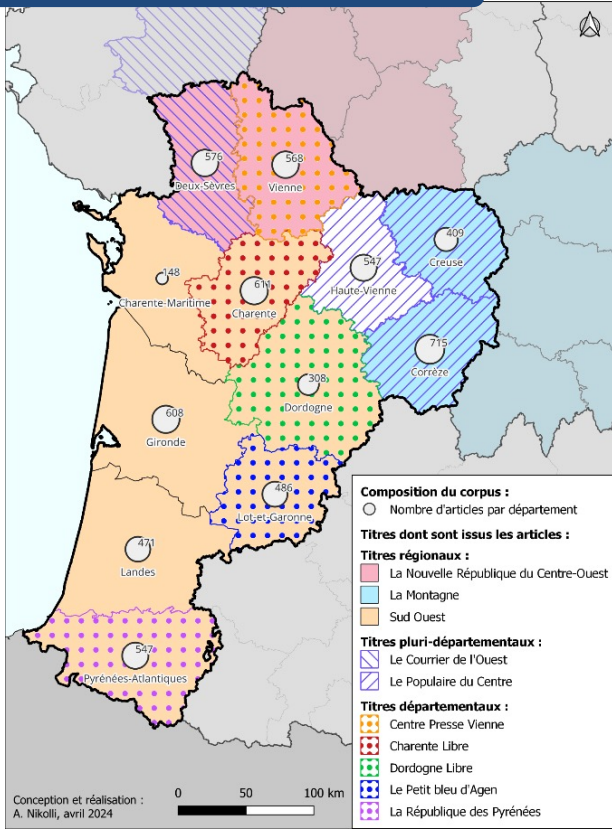 576
Deux-Sèvres
568
Vienne
148
Charente-Maritime
611
Charente
547
Haute-Vienne
409
Creuse
715
Corrèze
308
Dordogne
608
Gironde
486
Lot-et-Garonne
471
Landes
547
Pyrénées-Atlantiques
Composition du corpus :
Nombre d'articles par département
Titres dont sont issus les articles :
Titres régionaux :
La Nouvelle République du Centre-Ouest
La Montagne
Sud Ouest
Titres pluri-départementaux :
Le Courrier de l'Ouest
Le Populaire du Centre
Titres départementaux :
Centre Presse Vienne
Charente Libre
Dordogne Libre
Le Petit bleu d'Agen
La République des Pyrénées
Conception et réalisation :
A. Nikolli, avril 2024
0 50 100 km